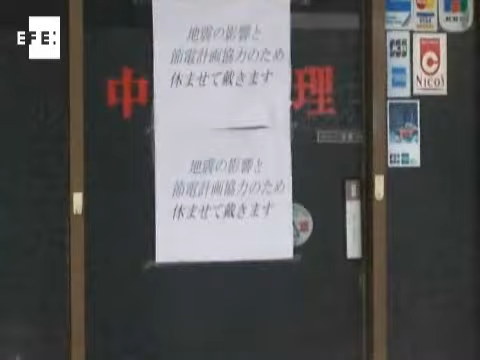 EFE:
地震の影響と
節電計画協力のため
休ませて戴きます
中 理
地震の影響と
節電計画協力のため
休ませて戴きます
JCB
NICOS